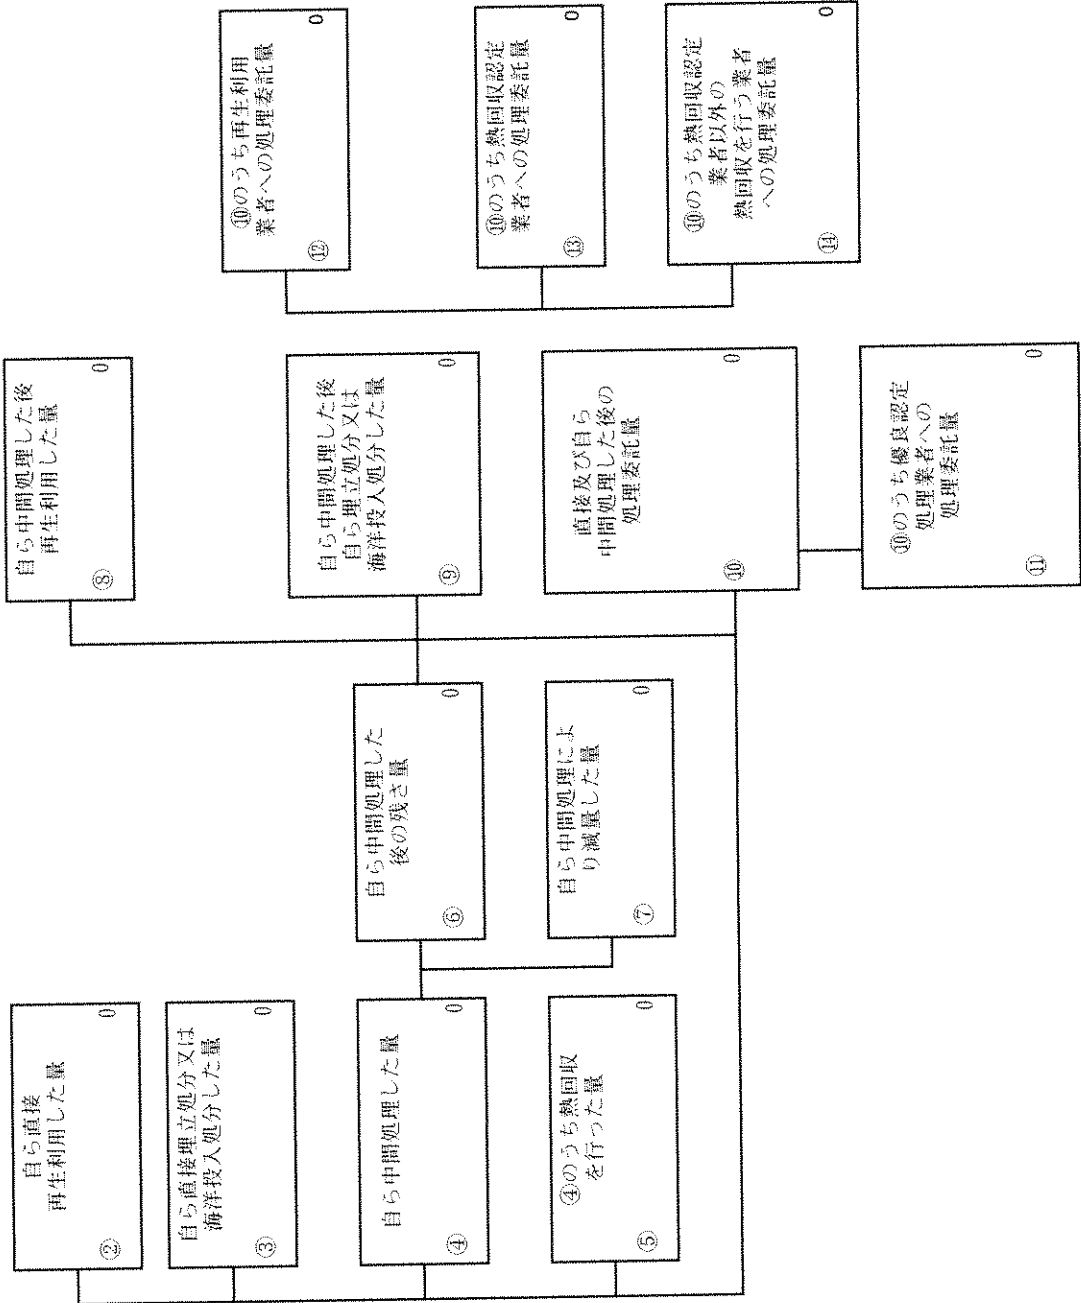 自ら直接
再生利用した量
②
0
自ら直接埋立処分又は
海洋投入処分した量
③
0
自ら中間処理した量
④
0
④のうち熱回収
を行った量
⑤
0
自ら中間処理した
後の残さ量
⑥
0
自ら中間処理によ
り減量した量
⑦
0
自ら中間処理した後
再生利用した量
⑧
0
自ら中間処理した後
自ら埋立処分又は
海洋投入処分した量
⑨
0
直接及び自ら
中間処理した後の
処理委託量
⑩
0
⑩のうち優良認定
処理業者への
処理委託量
⑪
0
⑩のうち再生利用
業者への処理委託量
⑫
0
⑩のうち熱回収認定
業者への処理委託量
⑬
0
⑩のうち熱回収認定
業者以外の
熱回収を行う業者
への処理委託量
⑭
0